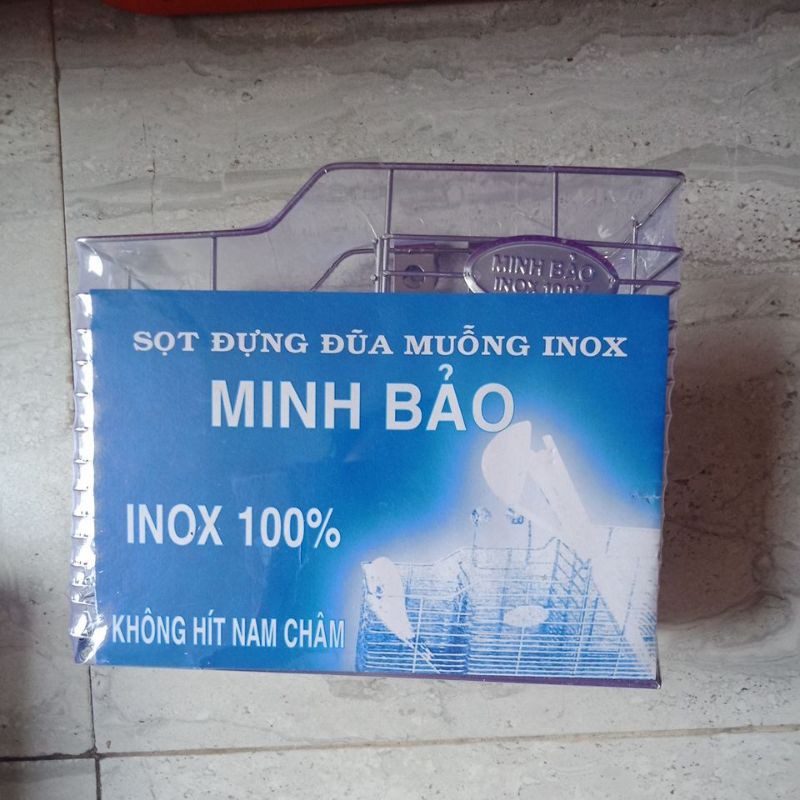 MINH BẢO
INOX 100%
SỌT ĐỰNG ĐŨA MUỖNG INOX
MINH BẢO
INOX 100%
KHÔNG HÍT NAM CHÂM